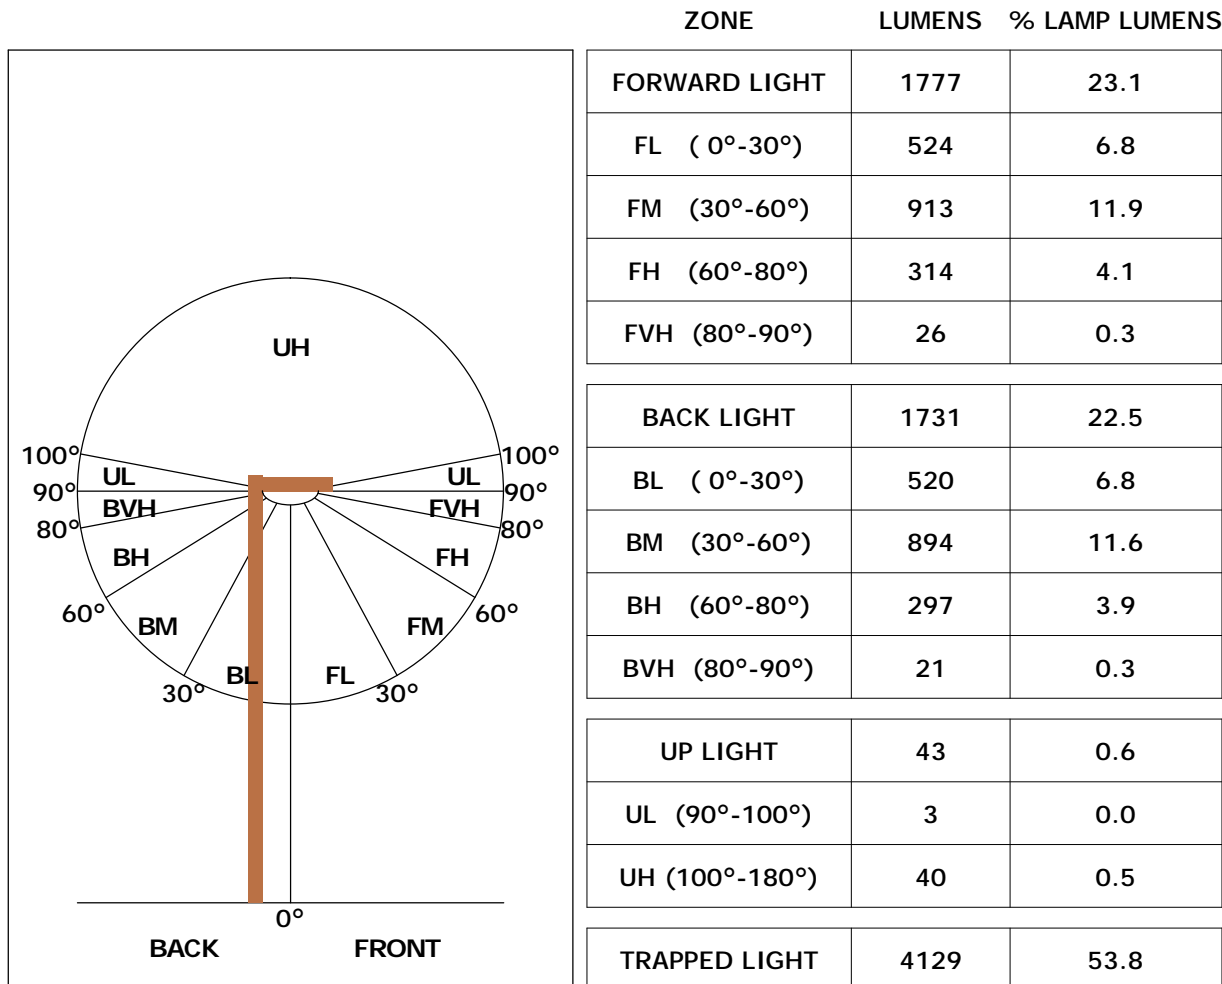 ZONE LUMENS % LAMP LUMENS
FORWARD LIGHT 1777 23.1
FL ( 0°-30°) 524 6.8
FM (30°-60°) 913 11.9
FH (60°-80°) 314 4.1
FVH (80°-90°) 26 0.3
BACK LIGHT 1731 22.5
BL ( 0°-30°) 520 6.8
BM (30°-60°) 894 11.6
BH (60°-80°) 297 3.9
BVH (80°-90°) 21 0.3
UP LIGHT 43 0.6
UL (90°-100°) 3 0.0
UH (100°-180°) 40 0.5
TRAPPED LIGHT 4129 53.8
UH
100° 100°
UL UL
90° 90°
BVH FVH
80° 80°
BH FH
60° 60°
BM FM
BL FL
30° 30°
0°
BACK FRONT